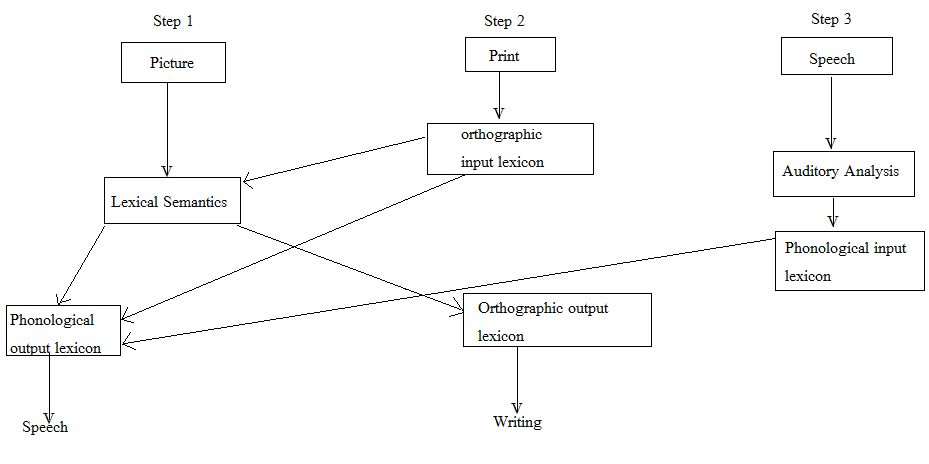 Step 1
Step 2
Step 3
Picture
Print
Speech
orthographic
input lexicon
Auditory Analysis
Lexical Semantics
Phonological input
lexicon
Phonological
output lexicon
Orthographic output
lexicon
Speech
Writing